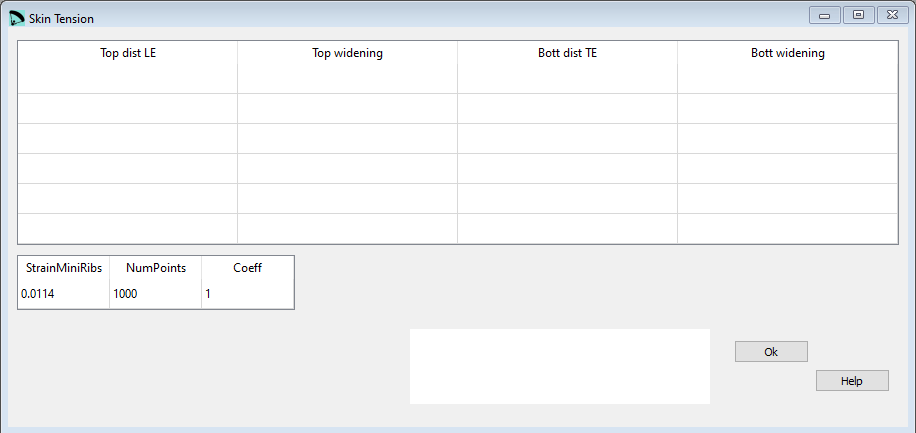 Skin Tension
Top dist LE Top widening Bott dist TE Bott widening
StrainMiniRibs NumPoints Coeff
0.0114 1000 1
Ok
Help